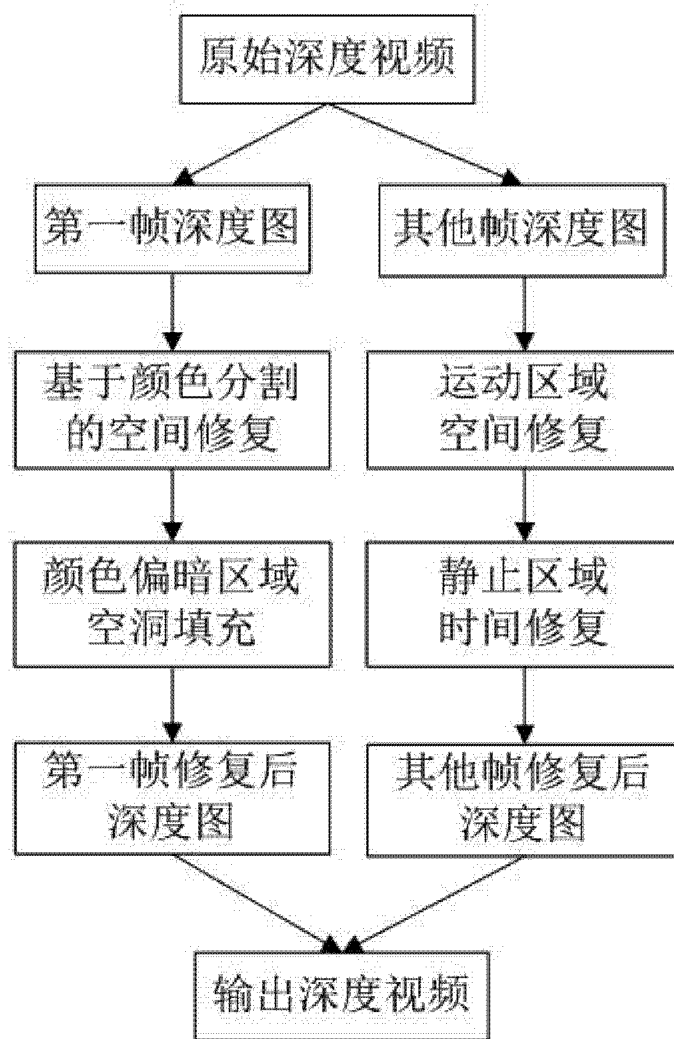 原始深度视频
第一帧深度图
其他帧深度图
基于颜色分割
的空间修复
运动区域
空间修复
颜色偏暗区域
空洞填充
静止区域
时间修复
第一帧修复后
深度图
其他帧修复后
深度图
输出深度视频